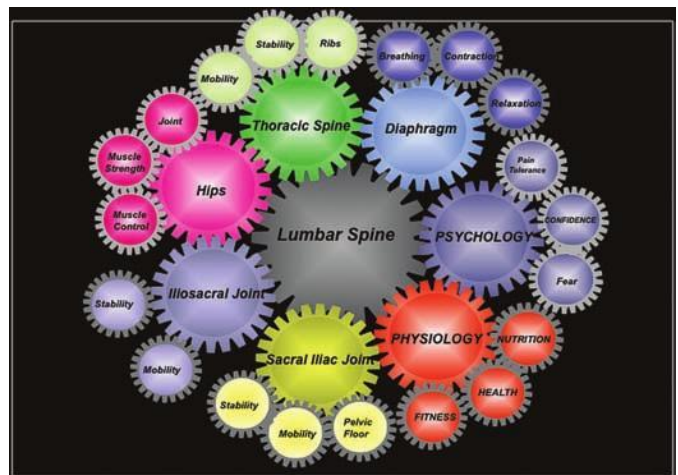 Stability
Ribs
Breathing
Contraction
Mobility
Relaxation
Joint
Thoracic Spine
Diaphragm
Muscle
Strength
Pain
Tolerance
Hips
Muscle
Control
CONFIDENCE
Lumbar Spine
PSYCHOLOGY
Fear
Illosacral Joint
Stability
PHYSIOLOGY
NUTRITION
Sacral Iliac Joint
Mobility
HEALTH
Stability
FITNESS
Mobility
Pelvic
Floor